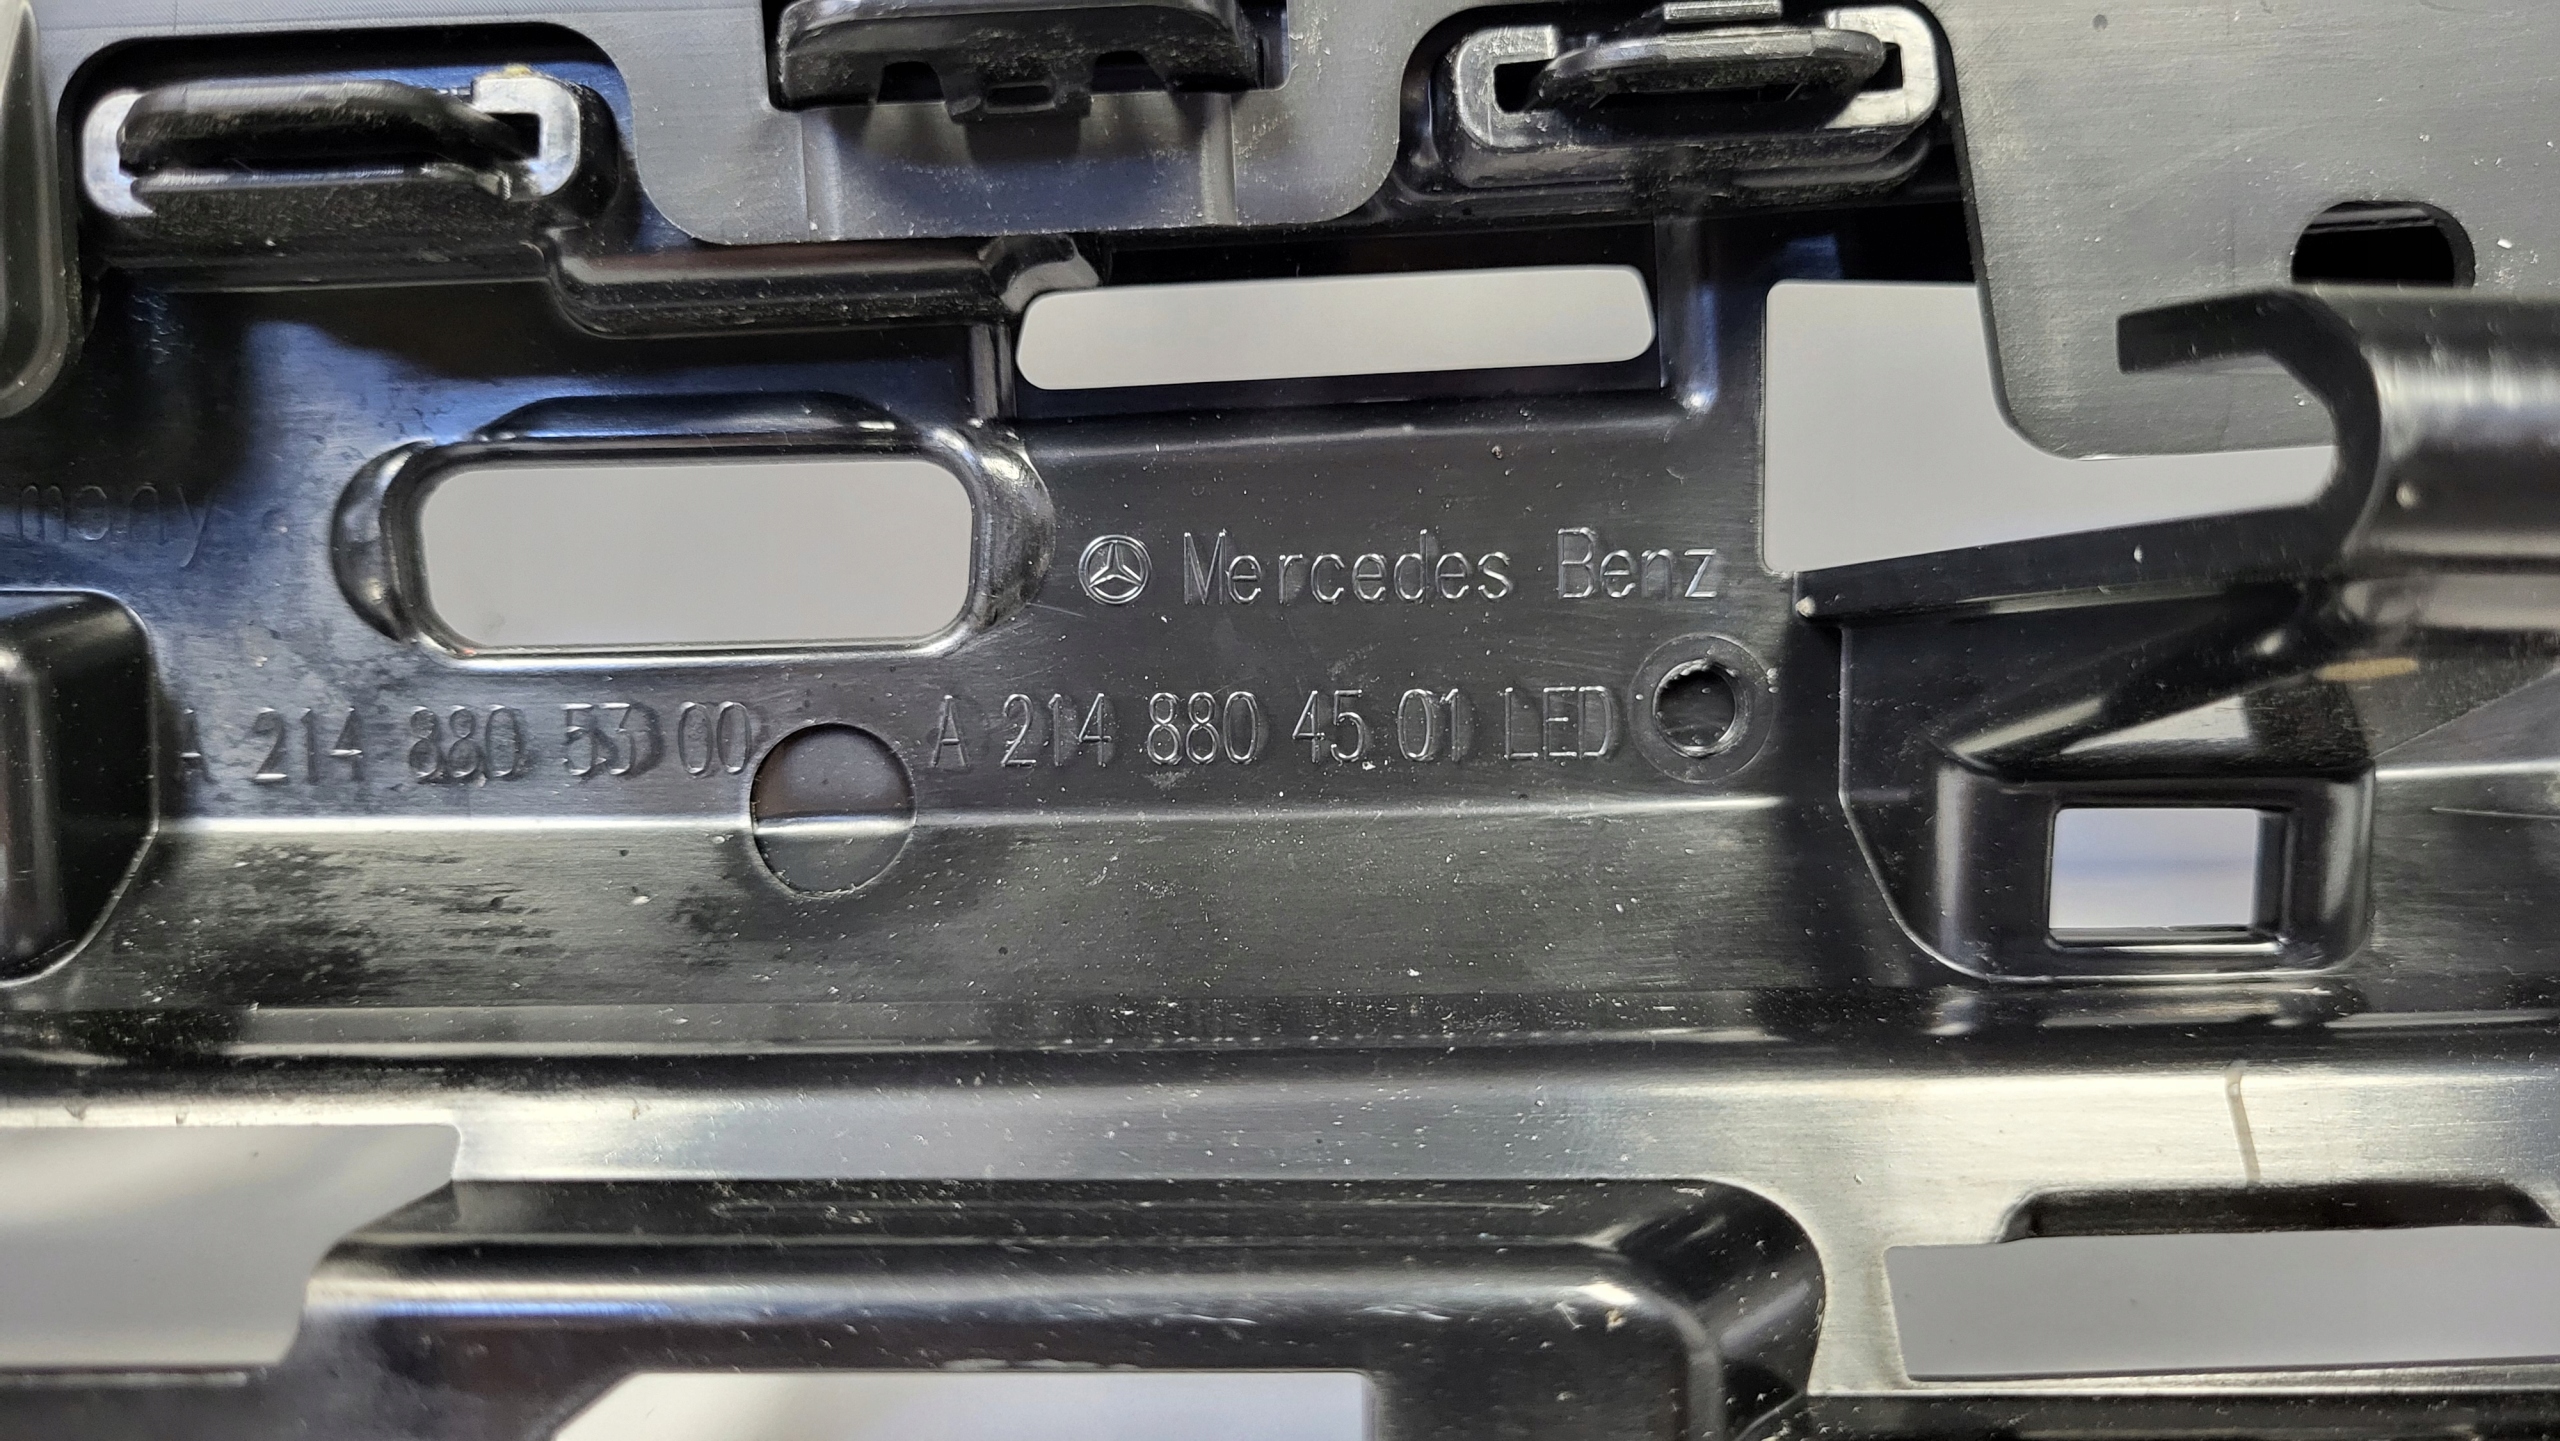 Mercedes Benz
A 214 880 53 00 A 214 880 45 01 LED